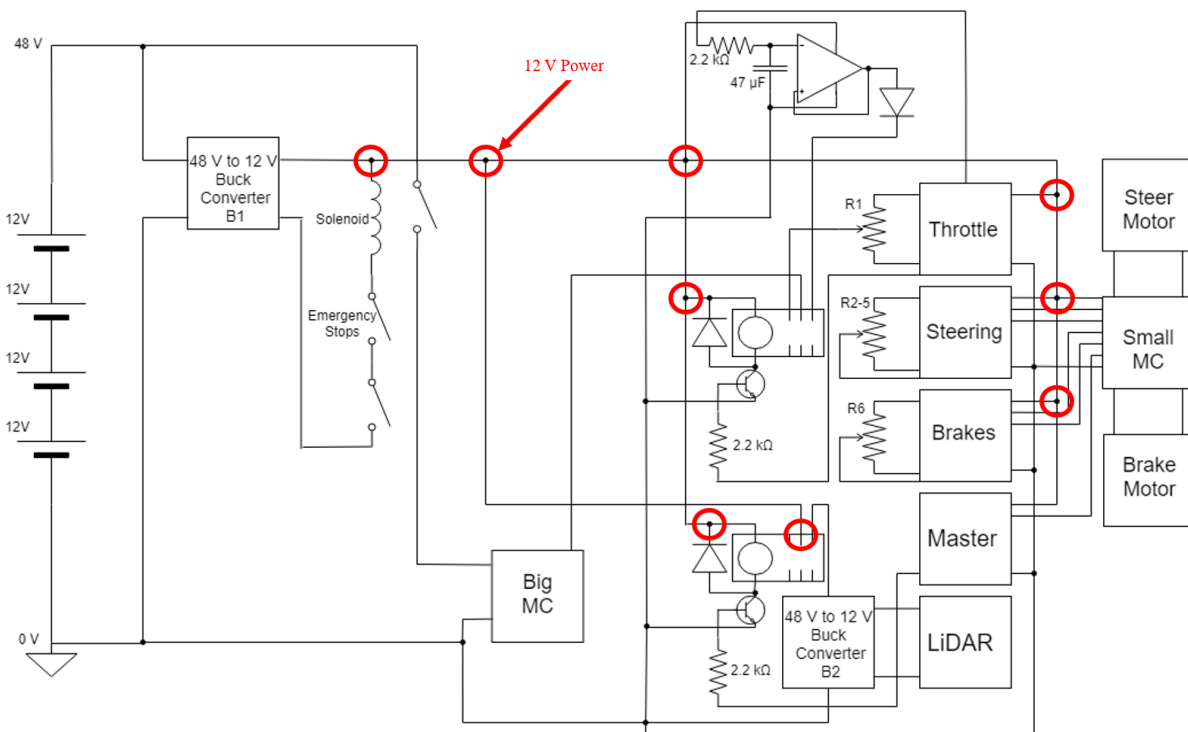 48 V
12 V Power
2.2 kΩ
47 µF
-
+
48 V to 12 V
Buck
Converter
B1
Solenoid
R1
Throttle
Steer
Motor
12V
12V
12V
12V
Emergency
Stops
R2-5
Steering
Small
MC
2.2 kΩ
R6
Brakes
Brake
Motor
Master
Big
MC
48 V to 12 V
Buck
Converter
B2
LiDAR
0 V
2.2 kΩ